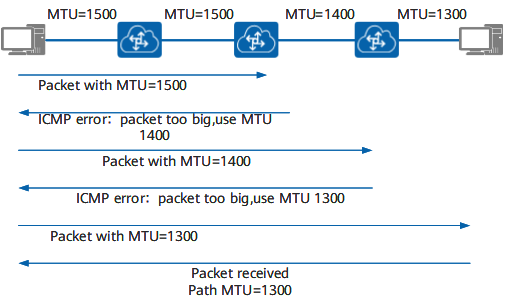 MTU=1500 MTU=1500 MTU=1400 MTU=1300
Packet with MTU=1500
ICMP error: packet too big,use MTU
1400
Packet with MTU=1400
ICMP error: packet too big,use MTU 1300
Packet with MTU=1300
Packet received
Path MTU=1300